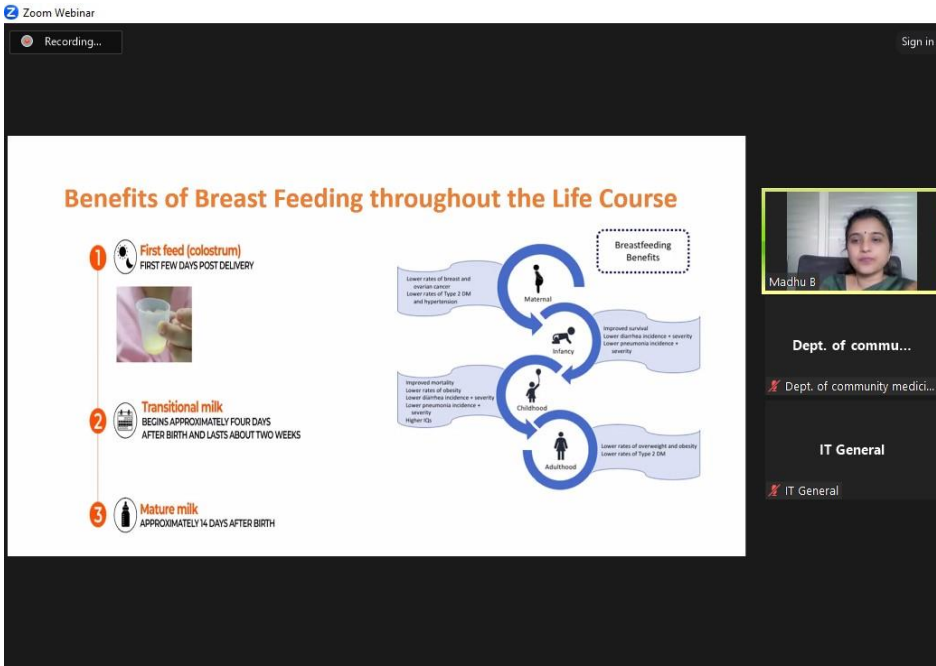 Zoom Webinar
Recording...
Sign in
Benefits of Breast Feeding throughout the Life Course
1
First feed (colostrum)
FIRST FEW DAYS POST DELIVERY
2
Transitional milk
BEGINS APPROXIMATELY FOUR DAYS
AFTER BIRTH AND LASTS ABOUT TWO WEEKS
3
Mature milk
APPROXIMATELY 14 DAYS AFTER BIRTH
Breastfeeding
Benefits
Lower rates of breast and
ovarian cancer
Lower rates of Type 2 DM
and hypertension
Maternal
Infancy
Improved survival
Lower diarrhea incidence + severity
Lower pneumonia incidence +
severity
Improved mortality
Lower rates of obesity
Lower diarrhea incidence + severity
Lower pneumonia incidence +
severity
Higher IQs
Childhood
Adulthood
Lower rates of overweight and obesity
Lower rates of Type 2 DM
Madhu B
Dept. of commu...
Dept. of community medici...
IT General
IT General